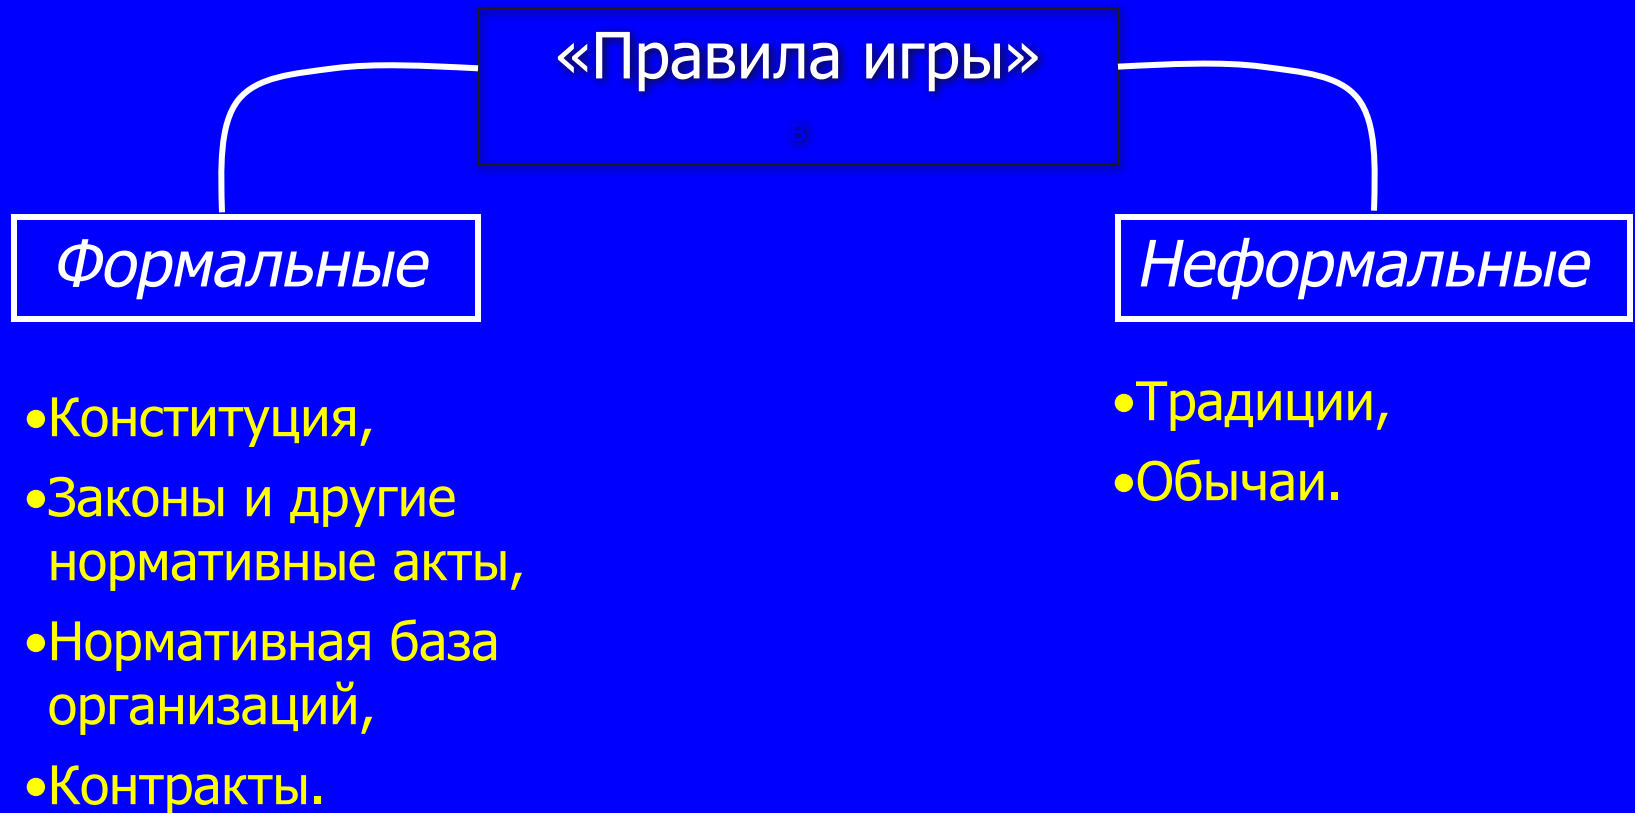 «Правила игры»
в
Формальные
•Конституция,
•Законы и другие
нормативные акты,
•Нормативная база
организаций,
•Контракты.
Неформальные
•Традиции,
•Обычаи.